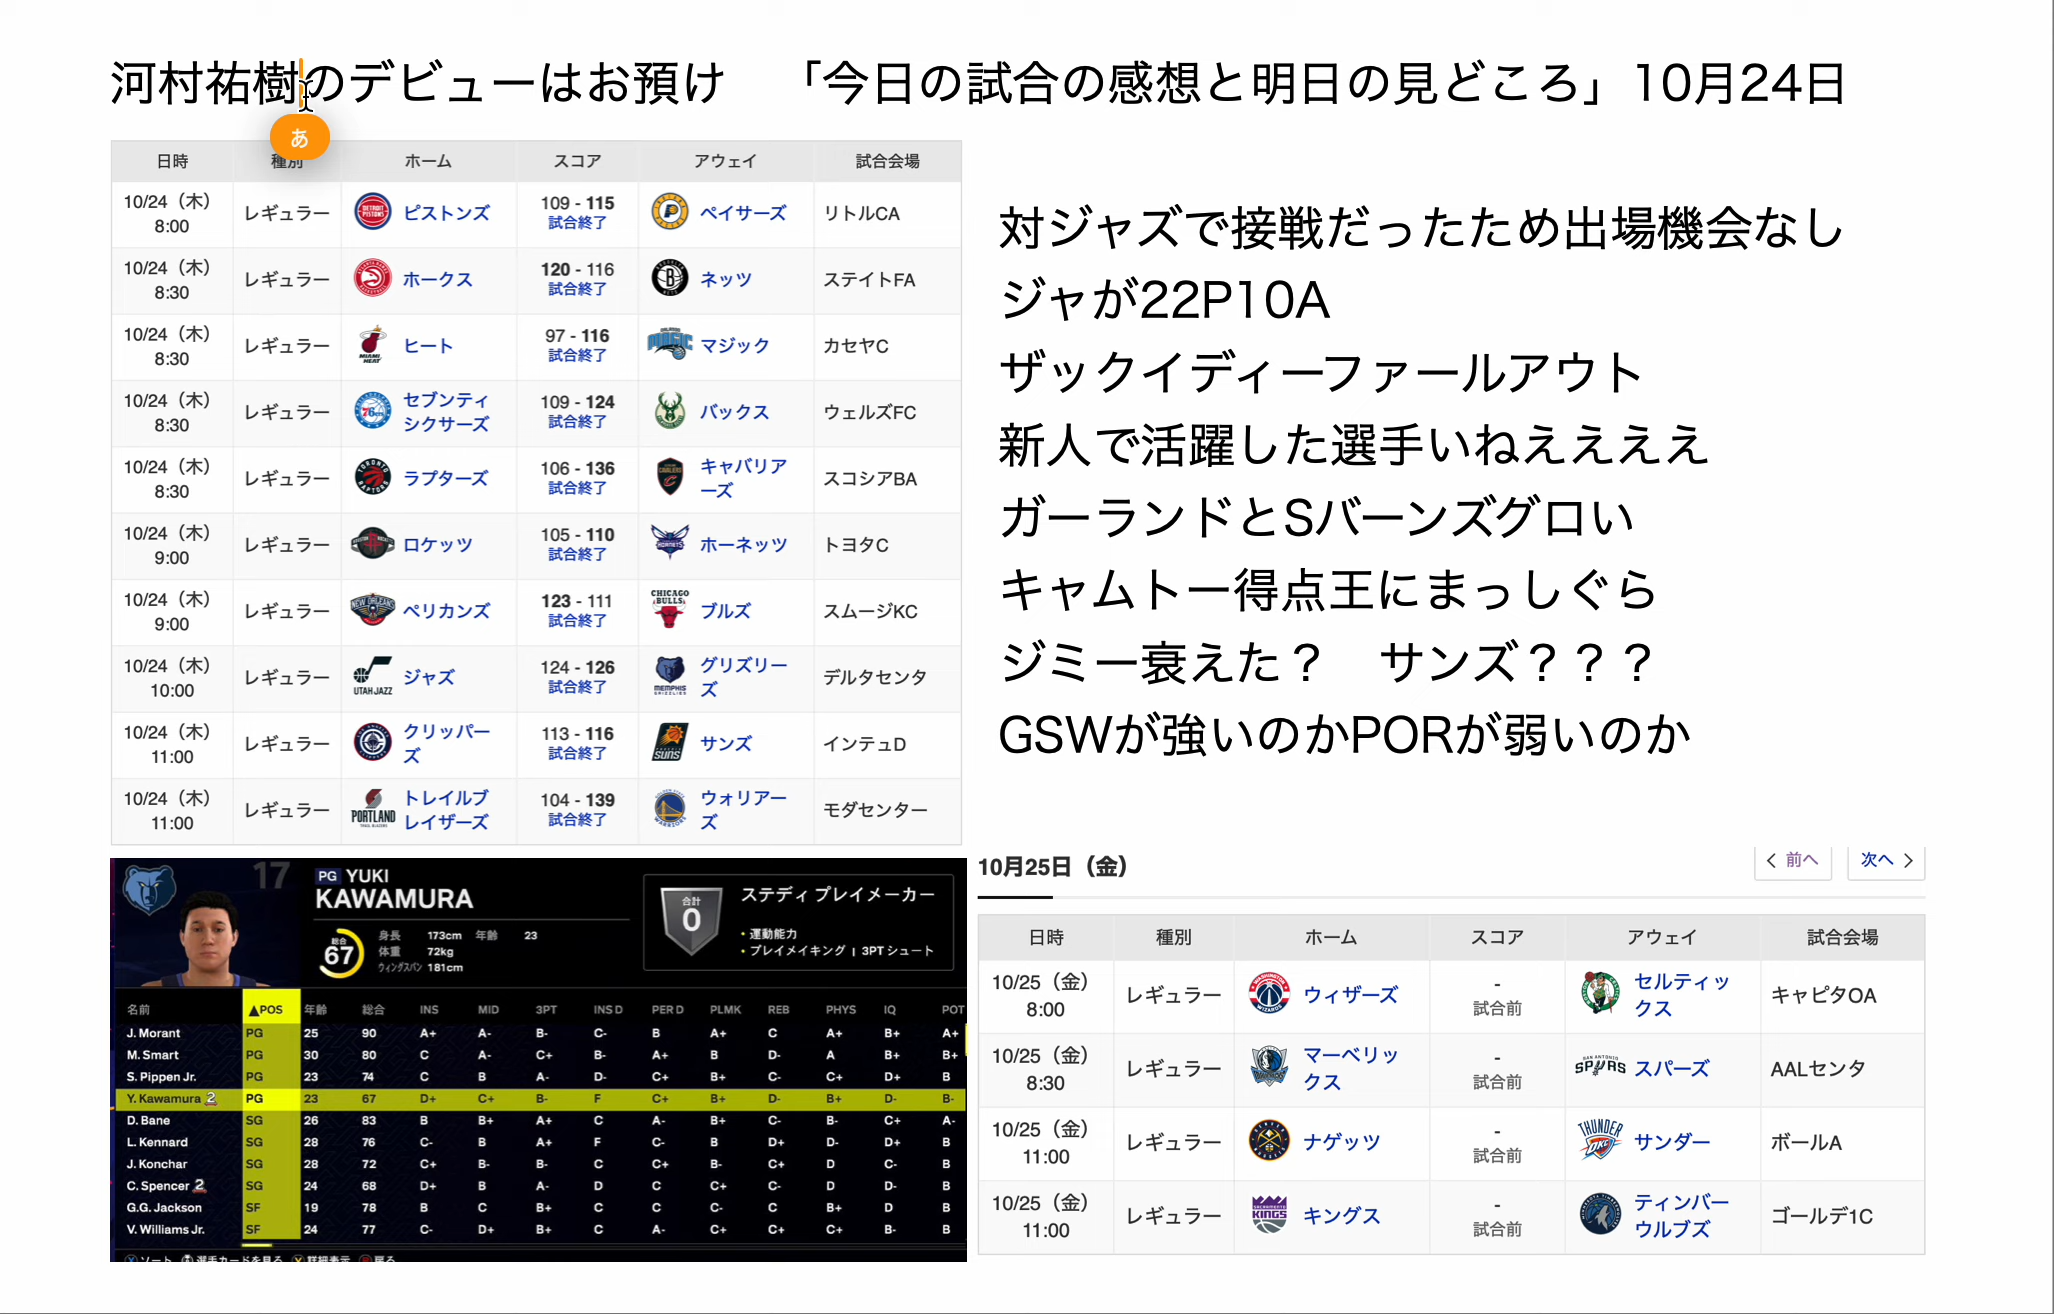 河村祐樹のデビューはお預け　「今日の試合の感想と明日の見どころ」10月24日
あ
日時 種別 ホーム スコア アウェイ 試合会場
10/24（木） 8:00 レギュラー ピストンズ 109 - 115 試合終了 ペイサーズ リトルCA
10/24（木） 8:30 レギュラー ホークス 120 - 116 試合終了 ネッツ ステイトFA
10/24（木） 8:30 レギュラー ヒート 97 - 116 試合終了 マジック カセヤC
10/24（木） 8:30 レギュラー セブンティシクサーズ 109 - 124 試合終了 バックス ウェルズFC
10/24（木） 8:30 レギュラー ラプターズ 106 - 136 試合終了 キャバリアーズ スコシアBA
10/24（木） 9:00 レギュラー ロケッツ 105 - 110 試合終了 ホーネッツ トヨタC
10/24（木） 9:00 レギュラー ペリカンズ 123 - 111 試合終了 ブルズ スムージKC
10/24（木） 10:00 レギュラー ジャズ 124 - 126 試合終了 グリズリーズ デルタセンタ
10/24（木） 11:00 レギュラー クリッパーズ 113 - 116 試合終了 サンズ インテュD
10/24（木） 11:00 レギュラー トレイルブレイザーズ 104 - 139 試合終了 ウォリアーズ モダセンター
対ジャズで接戦だったため出場機会なし
ジャが22P10A
ザックイディーファールアウト
新人で活躍した選手いねええええ
ガーランドとSバーンズグロい
キャムトー得点王にまっしぐら
ジミー衰えた？　サンズ？？？
GSWが強いのかPORが弱いのか
17
PG YUKI
KAWAMURA
総合 67
身長 173cm 年齢 23
体重 72kg
ウィングスパン 181cm
合計 0
ステディ プレイメーカー
• 運動能力
• プレイメイキング | 3PTシュート
名前 ▲POS 年齢 総合 INS MID 3PT INS D PER D PLMK REB PHYS IQ POT
J. Morant PG 25 90 A+ A- B- C- B A+ C A+ B+ A+
M. Smart PG 30 80 C A- C+ B- A+ B D- A B+ B+
S. Pippen Jr. PG 23 74 C B A- D- C+ B+ C- C+ D+ B
Y. Kawamura 2 PG 23 67 D+ C+ B- F C+ B+ D- B+ D- B-
D. Bane SG 26 83 B B+ A+ C A- B+ C- B- C+ A-
L. Kennard SG 28 76 C- B A+ F C- B D+ D- D+ B
J. Konchar SG 28 72 C+ B- B- C C+ B- C+ D C- B
C. Spencer 2 SG 24 68 D+ B A- D C C+ C- D D- B
G.G. Jackson SF 19 78 B C B+ C C C- C B+ D B
V. Williams Jr. SF 24 77 C- D+ B+ C A- C+ C+ C+ B- B
ソート 選手カードを見る 詳細表示 戻る
10月25日（金）
前へ 次へ
日時 種別 ホーム スコア アウェイ 試合会場
10/25（金） 8:00 レギュラー ウィザーズ - 試合前 セルティックス キャピタOA
10/25（金） 8:30 レギュラー マーベリックス - 試合前 スパーズ AALセンタ
10/25（金） 11:00 レギュラー ナゲッツ - 試合前 サンダー ボールA
10/25（金） 11:00 レギュラー キングス - 試合前 ティンバーウルブズ ゴールデ1C